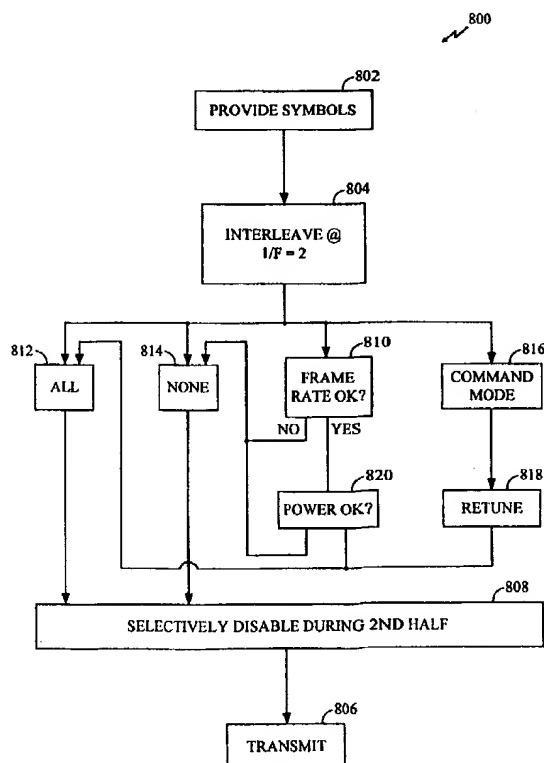 800
802
PROVIDE SYMBOLS
804
INTERLEAVE @
1/F = 2
812
ALL
814
NONE
810
FRAME
RATE OK?
816
COMMAND
MODE
NO
YES
820
POWER OK?
818
RETUNE
808
SELECTIVELY DISABLE DURING 2ND HALF
806
TRANSMIT